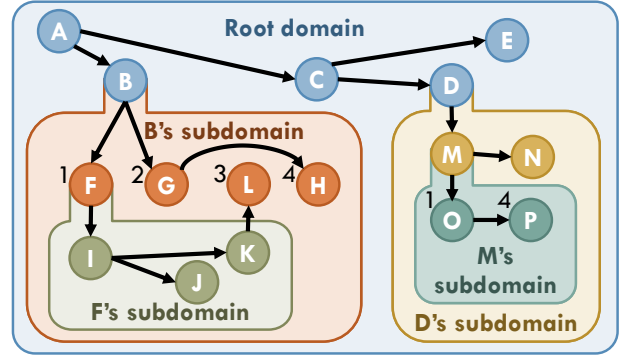 A
Root domain
E
B
C
D
B's subdomain
M
N
1 F
2 G
3 L
4 H
1 O
4 P
I
K
J
M's
subdomain
F's subdomain
D's subdomain